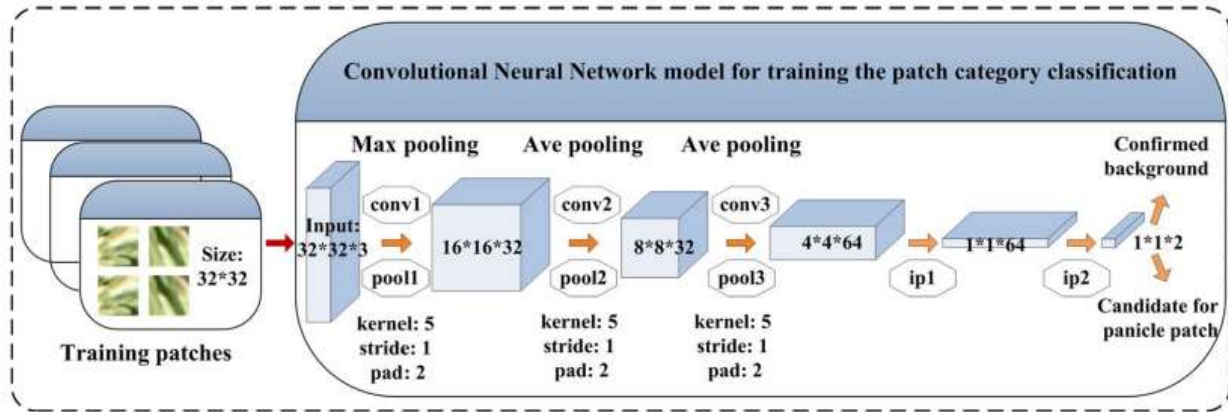 Convolutional Neural Network model for training the patch category classification
Max pooling
Ave pooling
Ave pooling
Confirmed
background
conv1
conv2
conv3
Input:
32*32*3
16*16*32
8*8*32
4*4*64
1*1*64
1*1*2
Size:
32*32
pool1
pool2
pool3
ip1
ip2
kernel: 5
stride: 1
pad: 2
kernel: 5
stride: 1
pad: 2
kernel: 5
stride: 1
pad: 2
Candidate for
panicle patch
Training patches